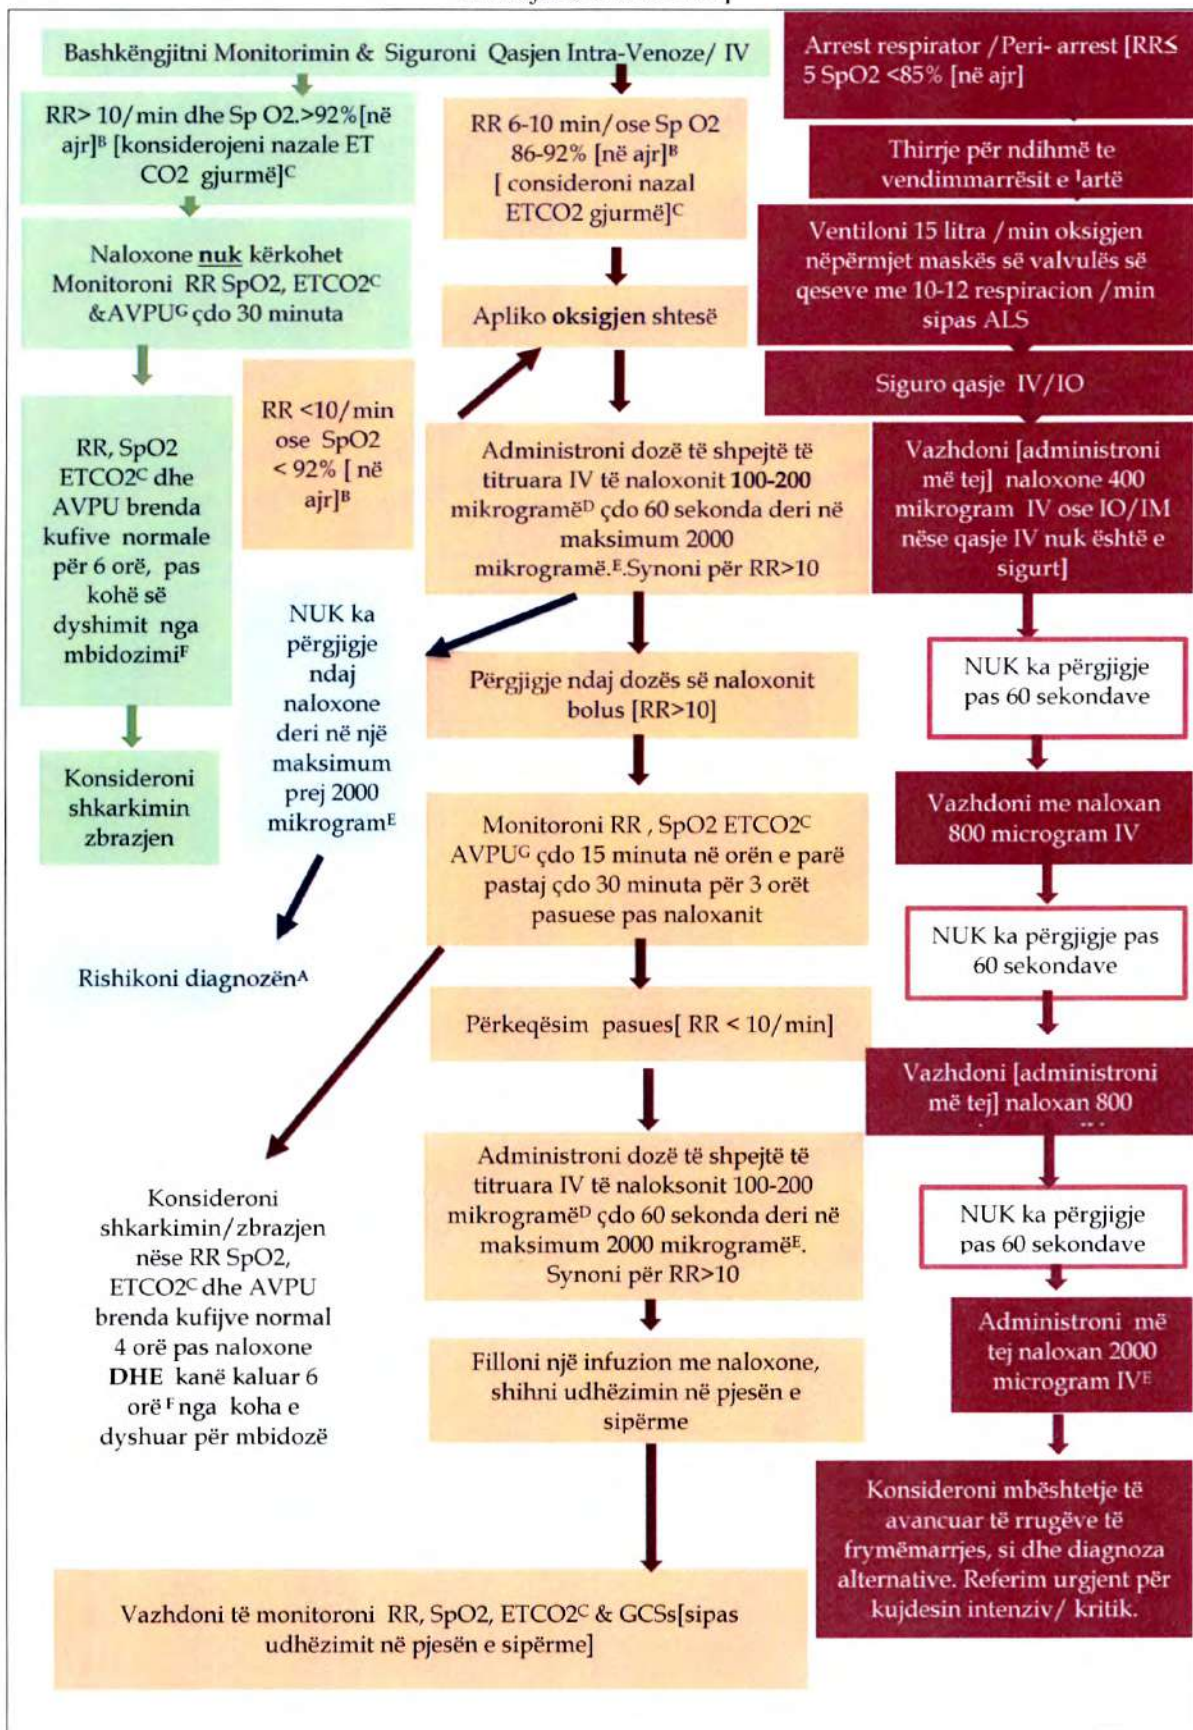 Bashkëngjitni Monitorimin & Siguroni Qasjen Intra-Venoze/ IV
RR> 10/min dhe Sp O2.>92%[në
ajr]ᴮ [konsiderojeni nazale ET
CO2 gjurmë]ᶜ
Naloxone nuk kërkohet
Monitoroni RR SpO2, ETCO2ᶜ
&AVPUᴳ çdo 30 minuta
RR, SpO2
ETCO2ᶜ dhe
AVPU brenda
kufive normale
për 6 orë, pas
kohë së
dyshimit nga
mbidozimiᶠ
Konsideroni
shkarkimin
zbrazjen
RR <10/min
ose SpO2
< 92% [ në
ajr]ᴮ
NUK ka
përgjigje
ndaj
naloxone
deri në një
maksimum
prej 2000
mikrogramᴱ
Rishikoni diagnozënᴬ
Konsideroni
shkarkimin/zbrazjen
nëse RR SpO2,
ETCO2ᶜ dhe AVPU
brenda kufijve normal
4 orë pas naloxone
DHE kanë kaluar 6
orë ᶠ nga koha e
dyshuar për mbidozë
RR 6-10 min/ose Sp O2
86-92% [në ajr]ᴮ
[ consideroni nazal
ETCO2 gjurmë]ᶜ
Apliko oksigjen shtesë
Administroni dozë të shpejtë të
titruara IV të naloxonit 100-200
mikrogramëᴰ çdo 60 sekonda deri në
maksimum 2000
mikrogramë.ᴱ.Synoni për RR>10
Përgjigje ndaj dozës së naloxonit
bolus [RR>10]
Monitoroni RR , SpO2 ETCO2ᶜ
AVPUᴳ çdo 15 minuta në orën e parë
pastaj çdo 30 minuta për 3 orët
pasuese pas naloxanit
Përkeqësim pasues[ RR < 10/min]
Administroni dozë të shpejtë të
titruara IV të naloksonit 100-200
mikrogramëᴰ çdo 60 sekonda deri në
maksimum 2000 mikrogramëᴱ.
Synoni për RR>10
Filloni një infuzion me naloxone,
shihni udhëzimin në pjesën e
sipërme
Vazhdoni të monitoroni RR, SpO2, ETCO2ᶜ & GCSs[sipas
udhëzimit në pjesën e sipërme]
Arrest respirator /Peri- arrest [RR≤
5 SpO2 <85% [në ajr]
Thirrje për ndihmë te
vendimmarrësit e lartë
Ventiloni 15 litra /min oksigjen
nëpërmjet maskës së valvulës së
qeseve me 10-12 respiracion /min
sipas ALS
Siguro qasje IV/IO
Vazhdoni [administroni
më tej] naloxone 400
mikrogram IV ose IO/IM
nëse qasje IV nuk është e
sigurt]
NUK ka përgjigje
pas 60 sekondave
Vazhdoni me naloxan
800 microgram IV
NUK ka përgjigje pas
60 sekondave
Vazhdoni [administroni
më tej] naloxan 800
NUK ka përgjigje
pas 60 sekondave
Administroni më
tej naloxan 2000
microgram IVᴱ
Konsideroni mbështetje të
avancuar të rrugëve të
frymëmarrjes, si dhe diagnoza
alternative. Referim urgjent për
kujdesin intenziv/ kritik.